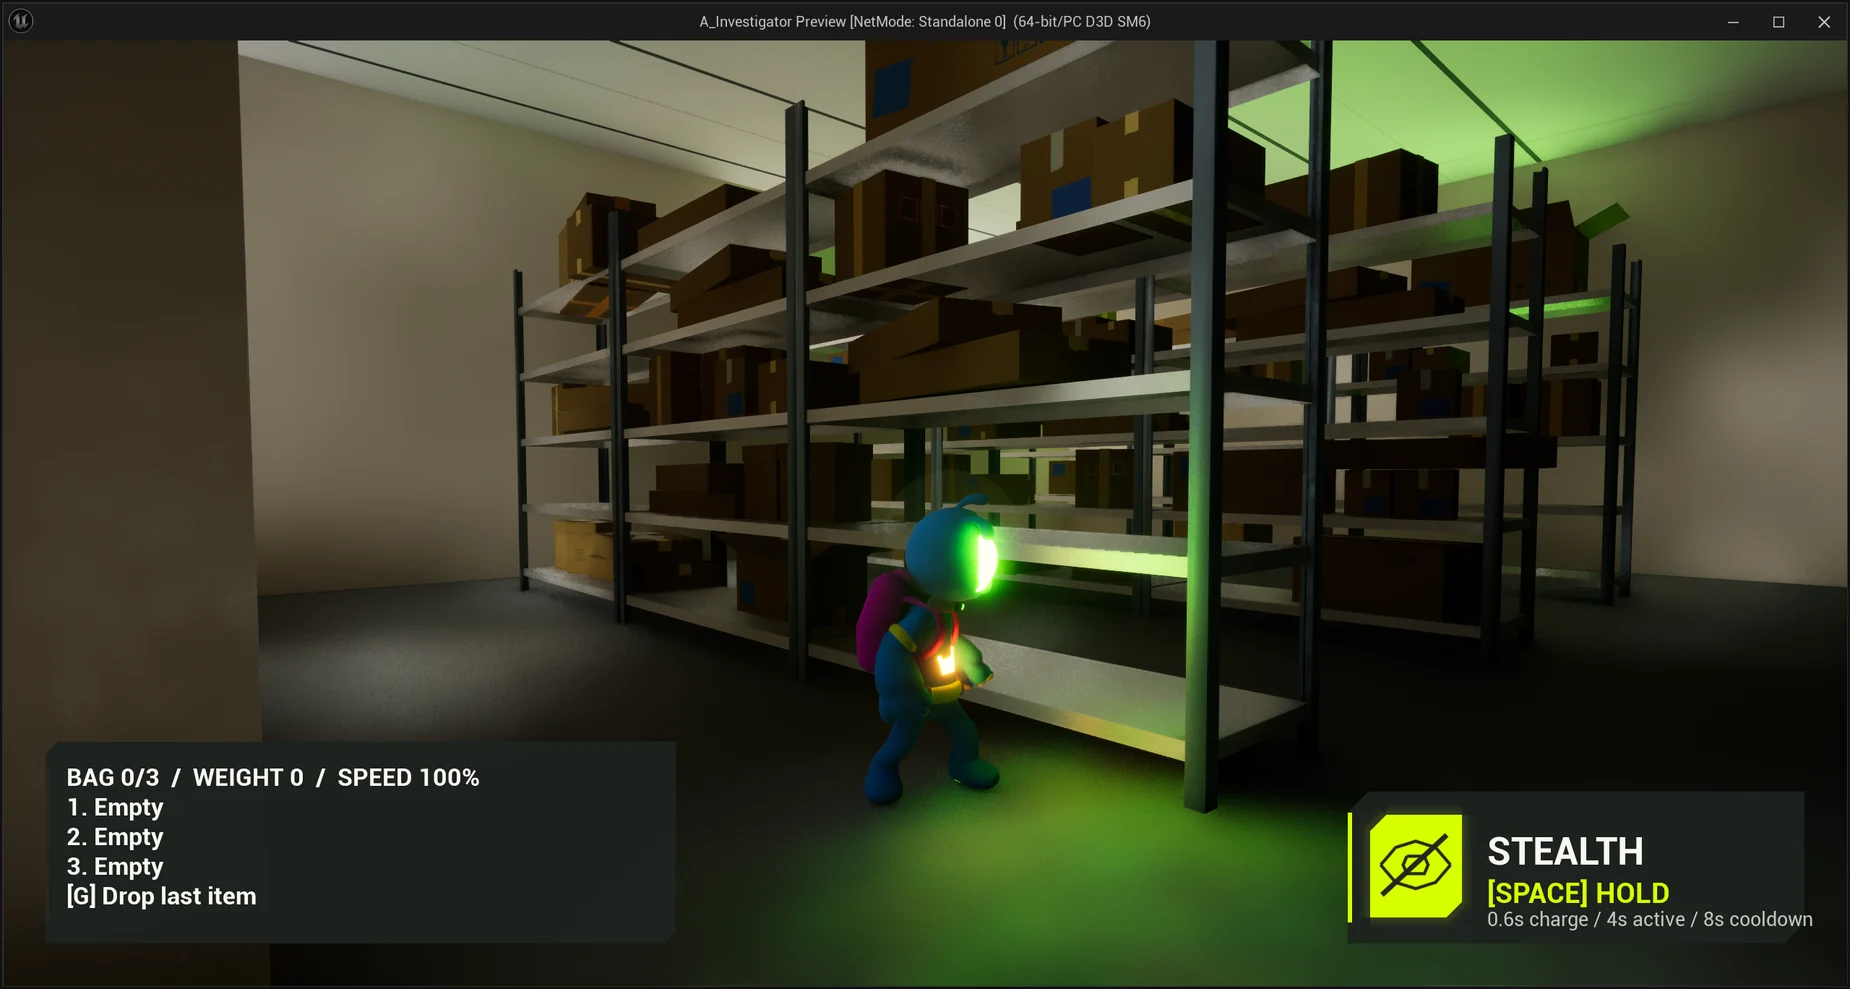 A_Investigator Preview [NetMode: Standalone 0]  (64-bit/PC D3D SM6)
BAG 0/3  /  WEIGHT 0  /  SPEED 100%
1. Empty
2. Empty
3. Empty
[G] Drop last item
STEALTH
[SPACE] HOLD
0.6s charge / 4s active / 8s cooldown